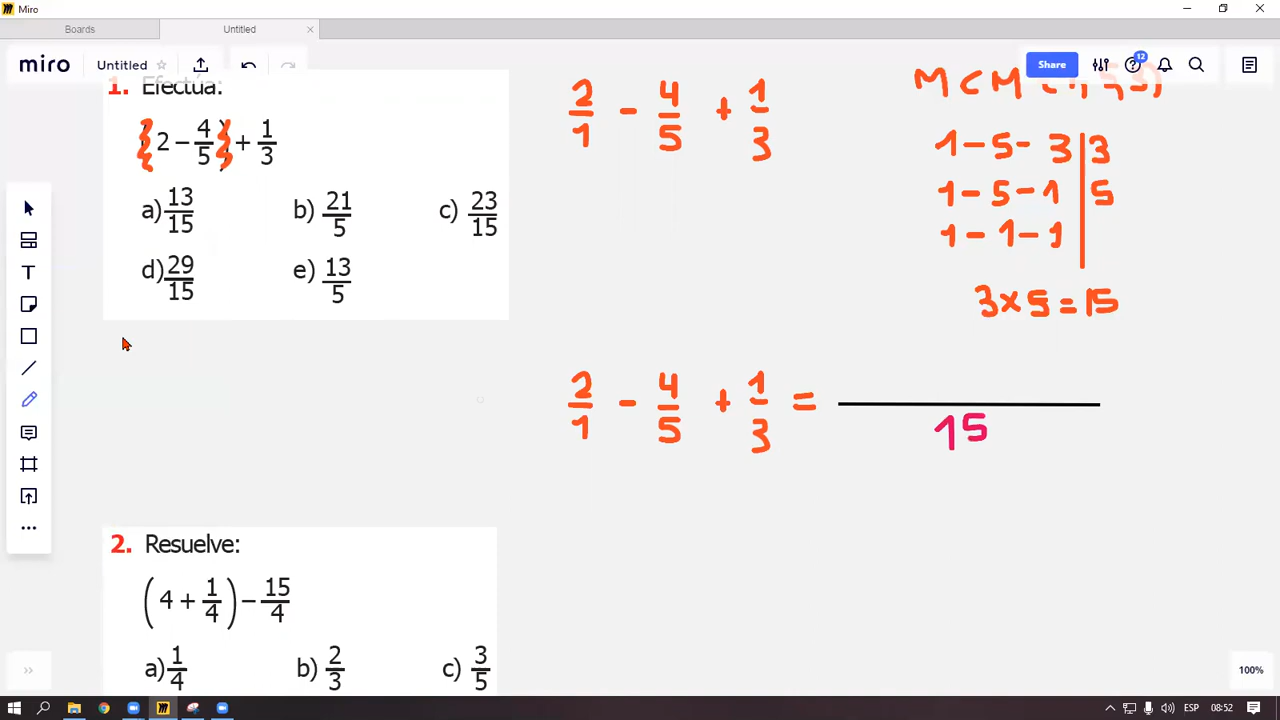 Miro
Boards
Untitled
miro
Untitled
Share
12
1. Efectúa:
{2 − 4/5} + 1/3
a) 13/15
b) 21/5
c) 23/15
d) 29/15
e) 13/5
2/1 - 4/5 + 1/3
MCM
1-5-3 | 3
1-5-1 | 5
1-1-1
3x5=15
2/1 - 4/5 + 1/3 =
15
2. Resuelve:
(4 + 1/4) − 15/4
a) 1/4
b) 2/3
c) 3/5
100%
ESP
08:52